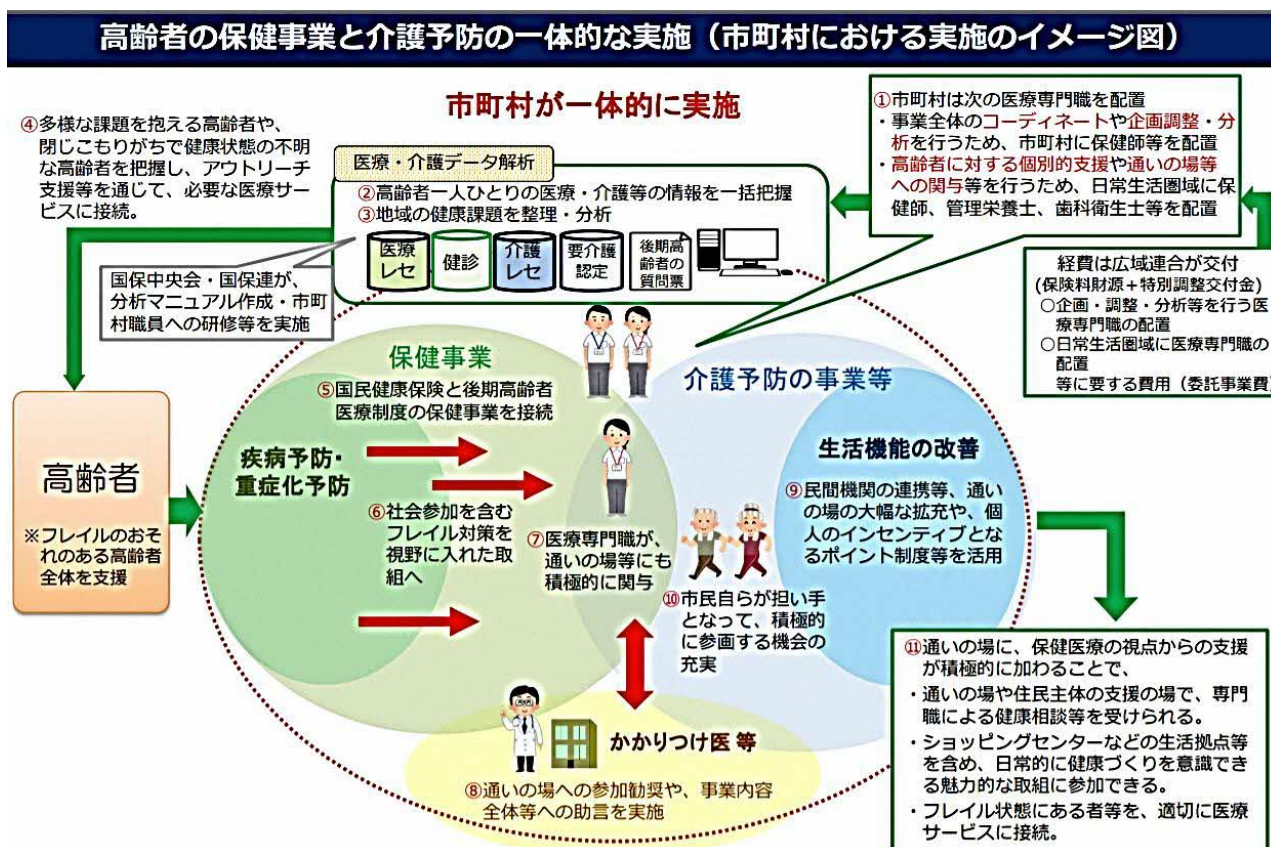 高齢者の保健事業と介護予防の一体的な実施（市町村における実施のイメージ図）
市町村が一体的に実施
①市町村は次の医療専門職を配置
・事業全体のコーディネートや企画調整・分
析を行うため、市町村に保健師等を配置
・高齢者に対する個別的支援や通いの場等
への関与等を行うため、日常生活圏域に保
健師、管理栄養士、歯科衛生士等を配置
④多様な課題を抱える高齢者や、
閉じこもりがちで健康状態の不明
な高齢者を把握し、アウトリーチ
支援等を通じて、必要な医療サー
ビスに接続。
医療・介護データ解析
②高齢者一人ひとりの医療・介護等の情報を一括把握
③地域の健康課題を整理・分析
医療
レセ
健診
介護
レセ
要介護
認定
後期高
齢者の
質問票
国保中央会・国保連が、
分析マニュアル作成・市町
村職員への研修等を実施
経費は広域連合が交付
(保険料財源＋特別調整交付金)
○企画・調整・分析等を行う医
療専門職の配置
○日常生活圏域に医療専門職の
配置
等に要する費用（委託事業費）
保健事業
⑤国民健康保険と後期高齢者
医療制度の保健事業を接続
介護予防の事業等
高齢者
※フレイルのおそ
れのある高齢者
全体を支援
疾病予防・
重症化予防
⑥社会参加を含む
フレイル対策を
視野に入れた取
組へ
⑦医療専門職が、
通いの場等にも
積極的に関与
生活機能の改善
⑨民間機関の連携等、通い
の場の大幅な拡充や、個
人のインセンティブとな
るポイント制度等を活用
⑩市民自らが担い手
となって、積極的
に参画する機会の
充実
かかりつけ医 等
⑧通いの場への参加勧奨や、事業内容
全体等への助言を実施
⑪通いの場に、保健医療の視点からの支援
が積極的に加わることで、
・通いの場や住民主体の支援の場で、専門
職による健康相談等を受けられる。
・ショッピングセンターなどの生活拠点等
を含め、日常的に健康づくりを意識でき
る魅力的な取組に参加できる。
・フレイル状態にある者等を、適切に医療
サービスに接続。